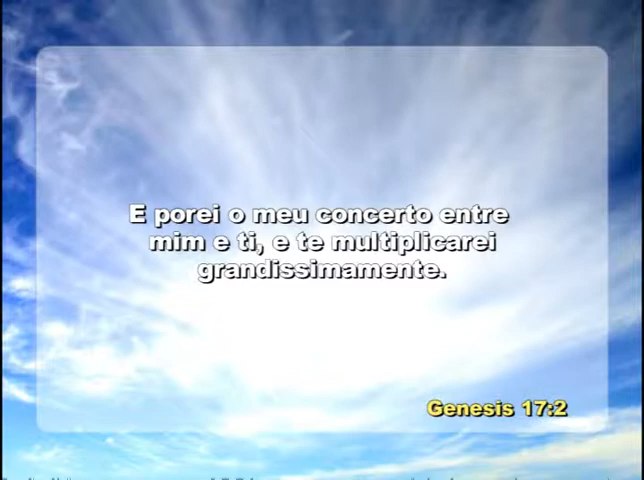 E porei o meu concerto entre
mim e ti, e te multiplicarei
grandissimamente.
Genesis 17:2